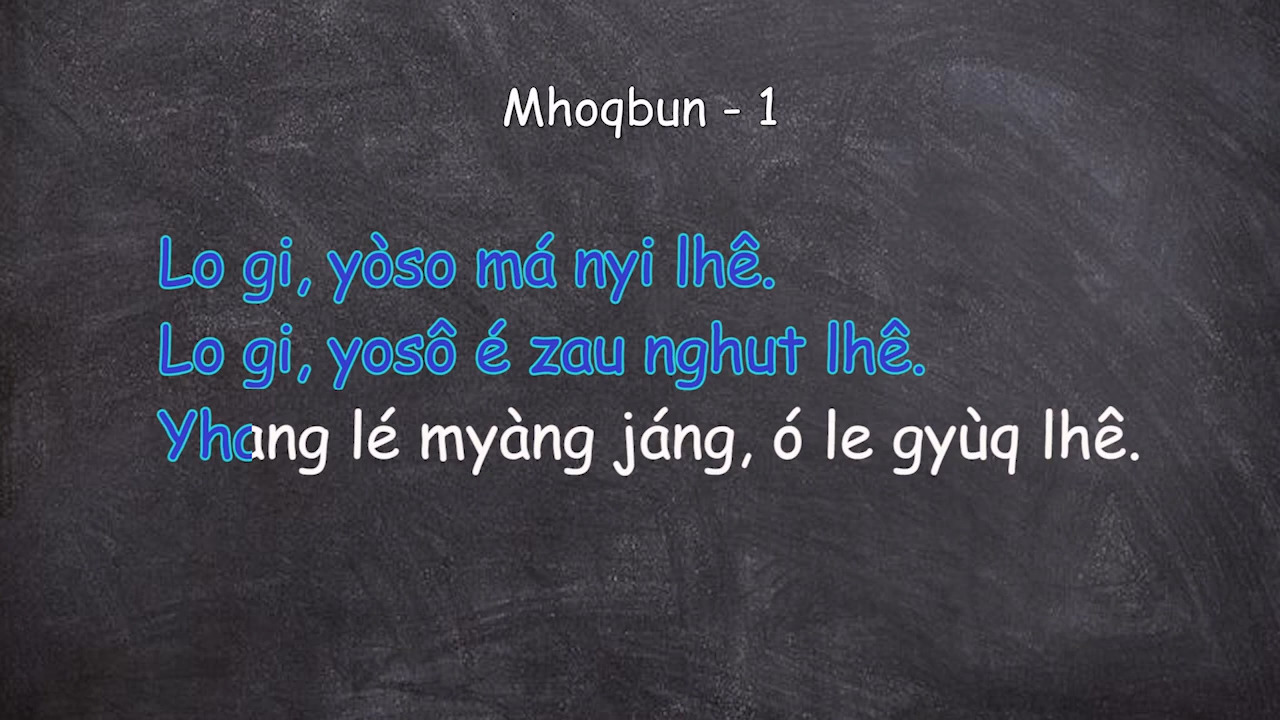 Mhoqbun - 1
Lo gi, yòso má nyi lhê.
Lo gi, yosô é zau nghut lhê.
Yhang lé myàng jáng, ó le gyùq lhê.